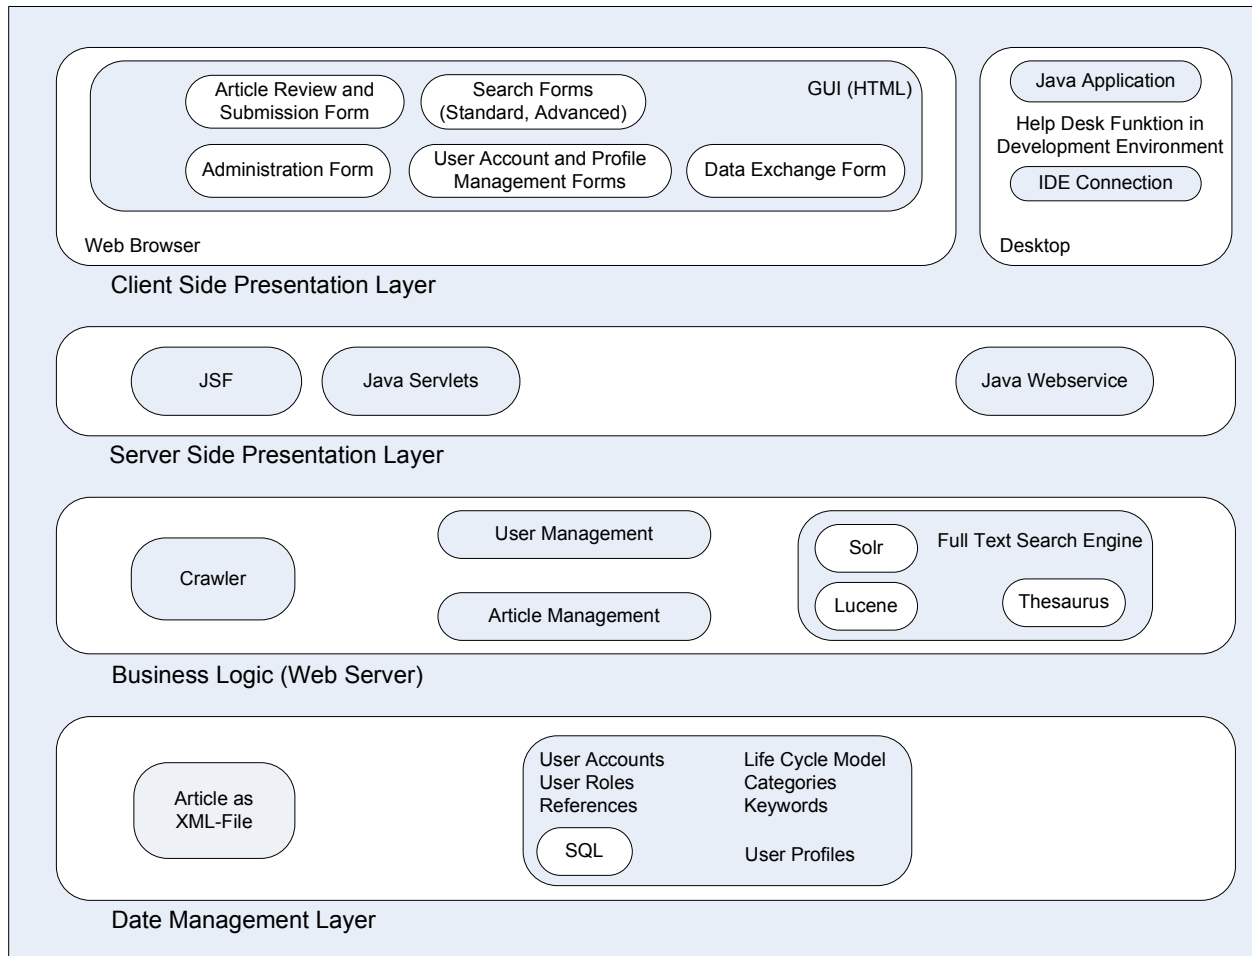 Article Review and
Submission Form
Search Forms
(Standard, Advanced)
GUI (HTML)
Administration Form
User Account and Profile
Management Forms
Data Exchange Form
Web Browser
Java Application
Help Desk Funktion in
Development Environment
IDE Connection
Desktop
Client Side Presentation Layer
JSF
Java Servlets
Java Webservice
Server Side Presentation Layer
Crawler
User Management
Article Management
Solr
Full Text Search Engine
Lucene
Thesaurus
Business Logic (Web Server)
Article as
XML-File
User Accounts
User Roles
References
SQL
Life Cycle Model
Categories
Keywords
User Profiles
Date Management Layer